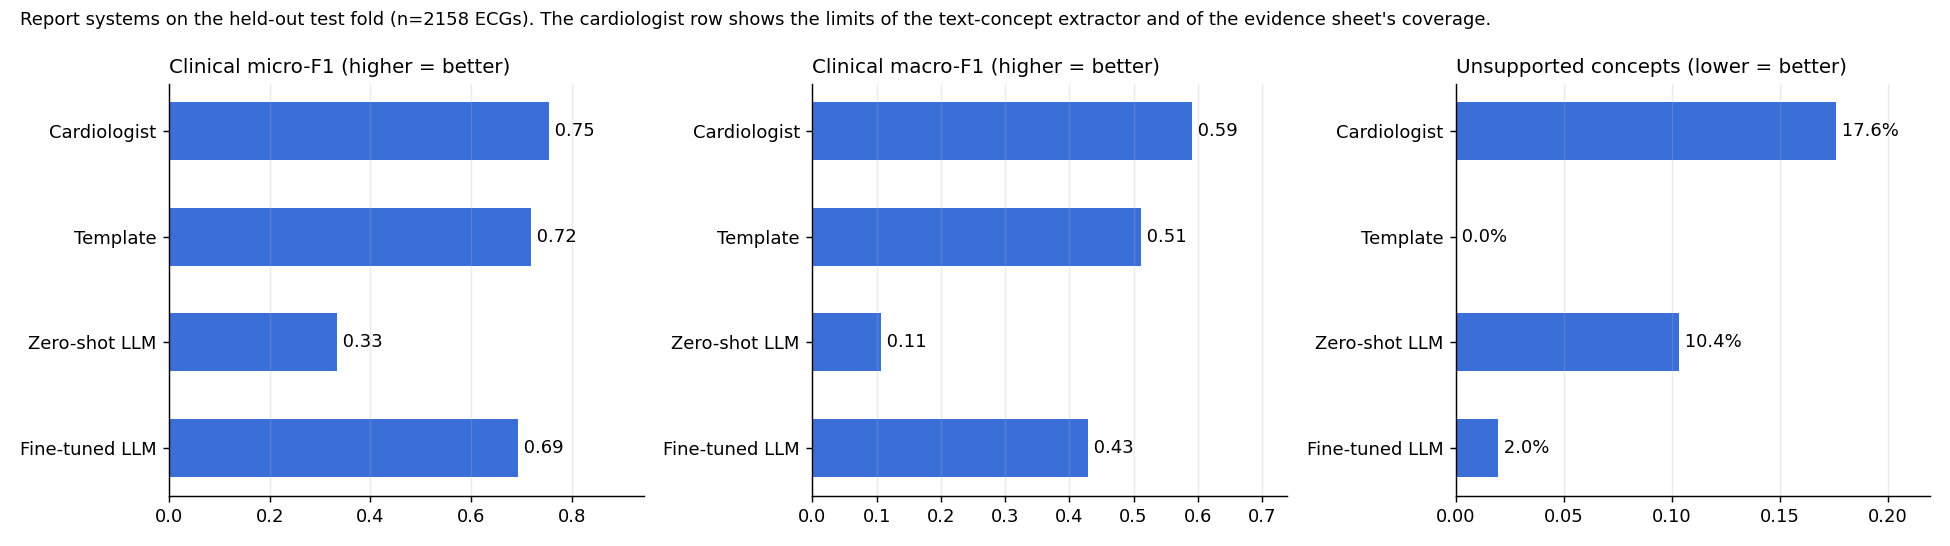 Report systems on the held-out test fold (n=2158 ECGs). The cardiologist row shows the limits of the text-concept extractor and of the evidence sheet's coverage.
Clinical micro-F1 (higher = better)
Cardiologist
0.75
Template
0.72
Zero-shot LLM
0.33
Fine-tuned LLM
0.69
0.0 0.2 0.4 0.6 0.8
Clinical macro-F1 (higher = better)
Cardiologist
0.59
Template
0.51
Zero-shot LLM
0.11
Fine-tuned LLM
0.43
0.0 0.1 0.2 0.3 0.4 0.5 0.6 0.7
Unsupported concepts (lower = better)
Cardiologist
17.6%
Template
0.0%
Zero-shot LLM
10.4%
Fine-tuned LLM
2.0%
0.00 0.05 0.10 0.15 0.20